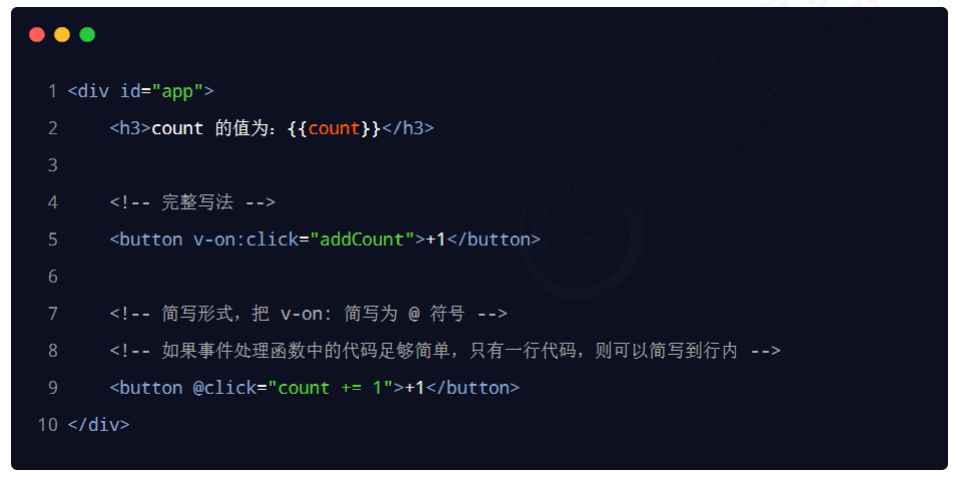 1 <div id="app">
2     <h3>count 的值为：{{count}}</h3>
3
4     <!-- 完整写法 -->
5     <button v-on:click="addCount">+1</button>
6
7     <!-- 简写形式，把 v-on: 简写为 @ 符号 -->
8     <!-- 如果事件处理函数中的代码足够简单，只有一行代码，则可以简写到行内 -->
9     <button @click="count += 1">+1</button>
10 </div>
黑马程序